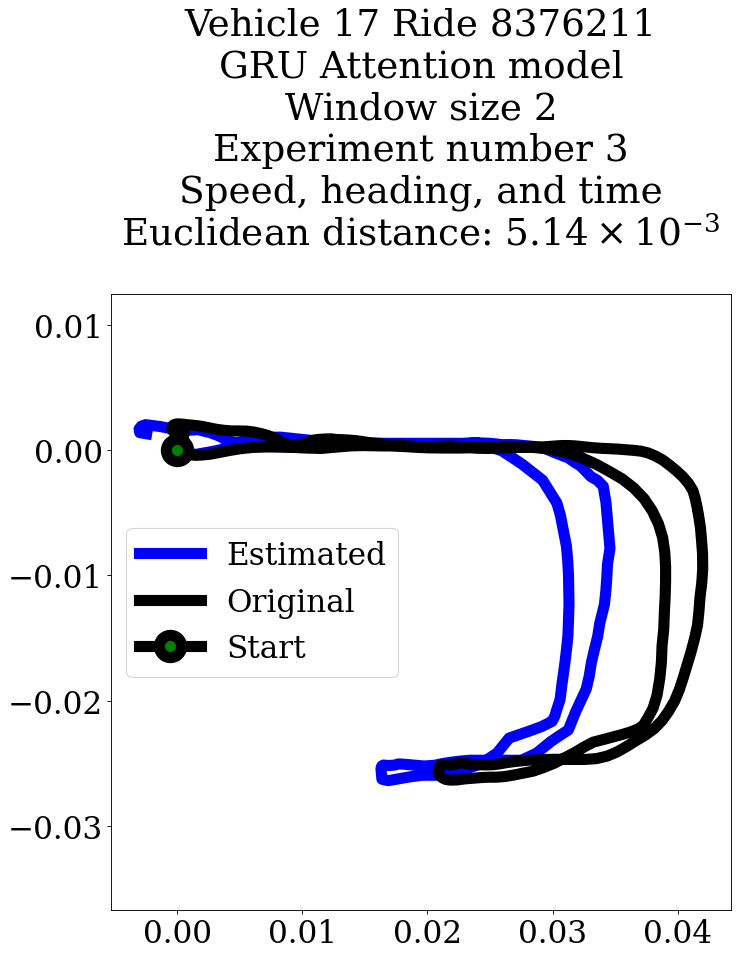 Vehicle 17 Ride 8376211
GRU Attention model
Window size 2
Experiment number 3
Speed, heading, and time
Euclidean distance: 5.14 × 10⁻³
0.01
0.00
−0.01
−0.02
−0.03
Estimated
Original
Start
0.00 0.01 0.02 0.03 0.04